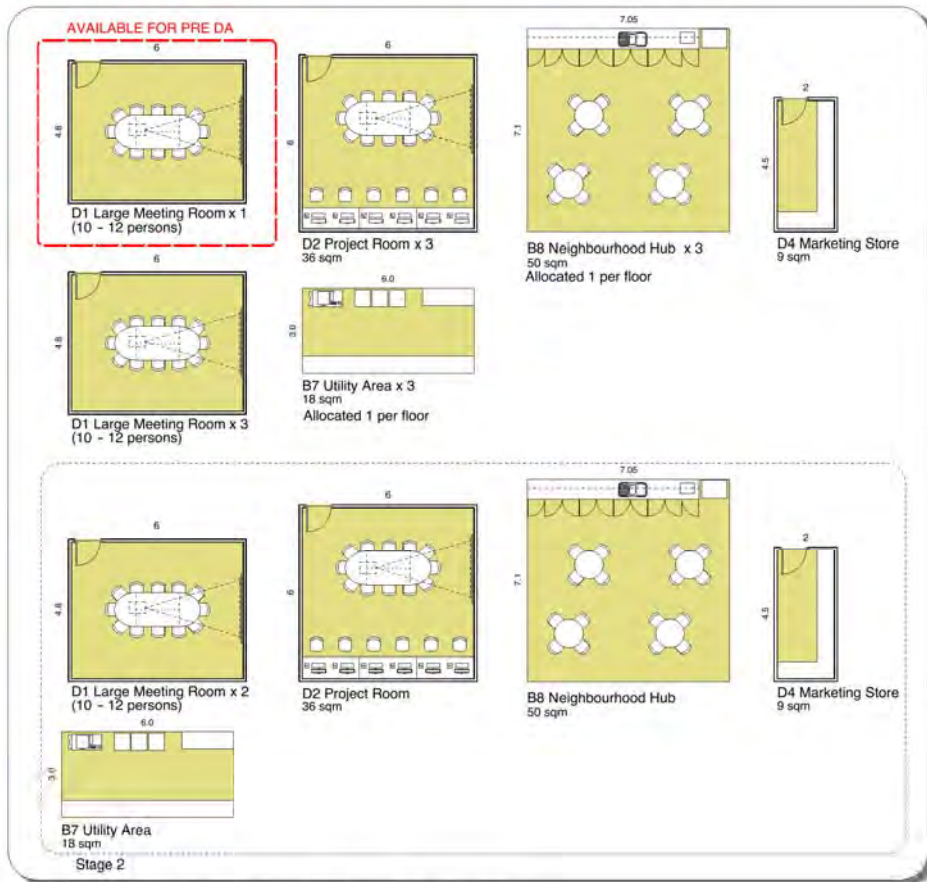 AVAILABLE FOR PRE DA
6
4.8
D1 Large Meeting Room x 1
(10 - 12 persons)
6
6
D2 Project Room x 3
36 sqm
7.05
7.1
B8 Neighbourhood Hub x 3
50 sqm
Allocated 1 per floor
2
4.5
D4 Marketing Store
9 sqm
6
4.8
D1 Large Meeting Room x 3
(10 - 12 persons)
6.0
3.0
B7 Utility Area x 3
18 sqm
Allocated 1 per floor
6
4.8
D1 Large Meeting Room x 2
(10 - 12 persons)
6
6
D2 Project Room
36 sqm
7.05
7.1
B8 Neighbourhood Hub
50 sqm
2
4.5
D4 Marketing Store
9 sqm
6.0
3.0
B7 Utility Area
18 sqm
Stage 2